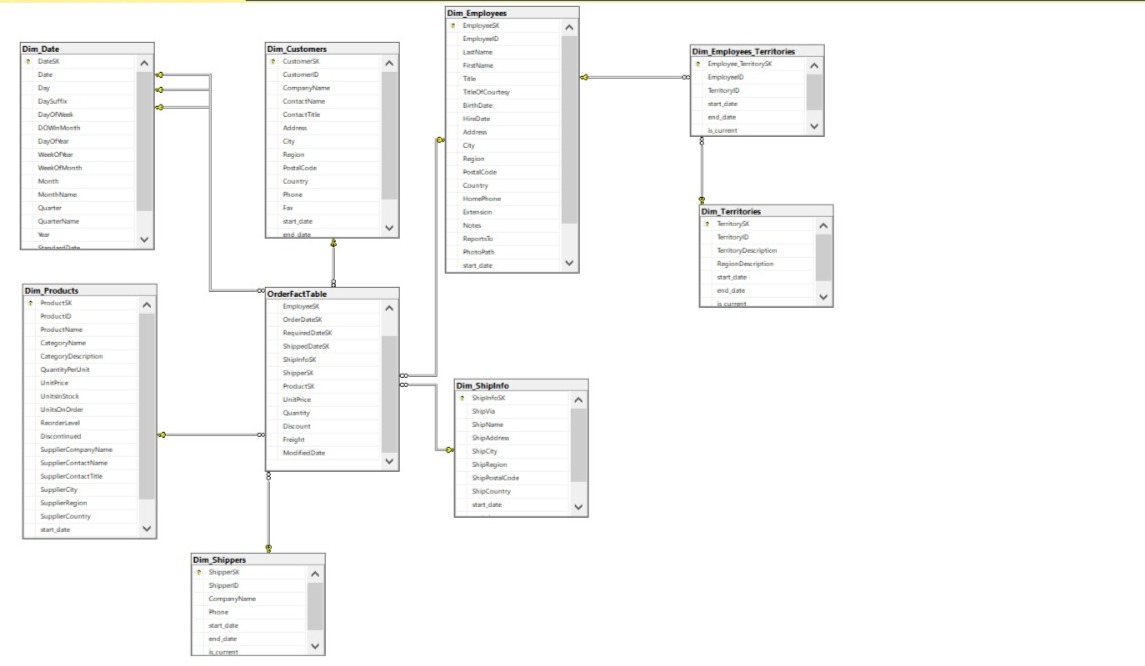 Dim_Date
DateSK
Date
Day
DaySuffix
DayOfWeek
DOWInMonth
DayOfYear
WeekOfYear
WeekOfMonth
Month
MonthName
Quarter
QuarterName
Year
StandardDate
Dim_Customers
CustomerSK
CustomerID
CompanyName
ContactName
ContactTitle
Address
City
Region
PostalCode
Country
Phone
Fax
start_date
end_date
Dim_Employees
EmployeeSK
EmployeeID
LastName
FirstName
Title
TitleOfCourtesy
BirthDate
HireDate
Address
City
Region
PostalCode
Country
HomePhone
Extension
Notes
ReportsTo
PhotoPath
start_date
Dim_Employees_Territories
Employee_TerritorySK
EmployeeID
TerritoryID
start_date
end_date
is_current
Dim_Territories
TerritorySK
TerritoryID
TerritoryDescription
RegionDescription
start_date
end_date
is_current
Dim_Products
ProductSK
ProductID
ProductName
CategoryName
CategoryDescription
QuantityPerUnit
UnitPrice
UnitsInStock
UnitsOnOrder
ReorderLevel
Discontinued
SupplierCompanyName
SupplierContactName
SupplierContactTitle
SupplierCity
SupplierRegion
SupplierCountry
start_date
OrderFactTable
EmployeeSK
OrderDateSK
RequiredDateSK
ShippedDateSK
ShipInfoSK
ShipperSK
ProductSK
UnitPrice
Quantity
Discount
Freight
ModifiedDate
Dim_ShipInfo
ShipInfoSK
ShipVia
ShipName
ShipAddress
ShipCity
ShipRegion
ShipPostalCode
ShipCountry
start_date
Dim_Shippers
ShipperSK
ShipperID
CompanyName
Phone
start_date
end_date
is_current